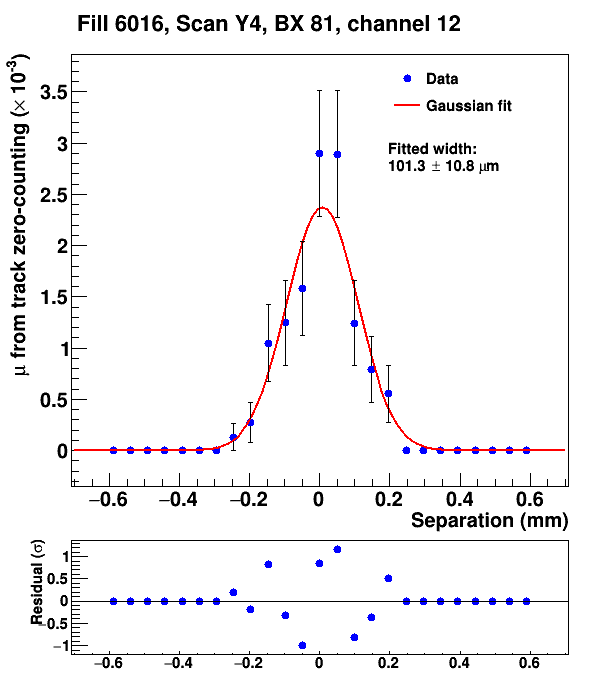 Fill 6016, Scan Y4, BX 81, channel 12
μ from track zero-counting (× 10⁻³)
Data
Gaussian fit
Fitted width:
101.3 ± 10.8 μm
3.5
3
2.5
2
1.5
1
0.5
0
−0.6 −0.4 −0.2 0 0.2 0.4 0.6
Separation (mm)
Residual (σ)
1
0.5
0
−0.5
−1
−0.6 −0.4 −0.2 0 0.2 0.4 0.6